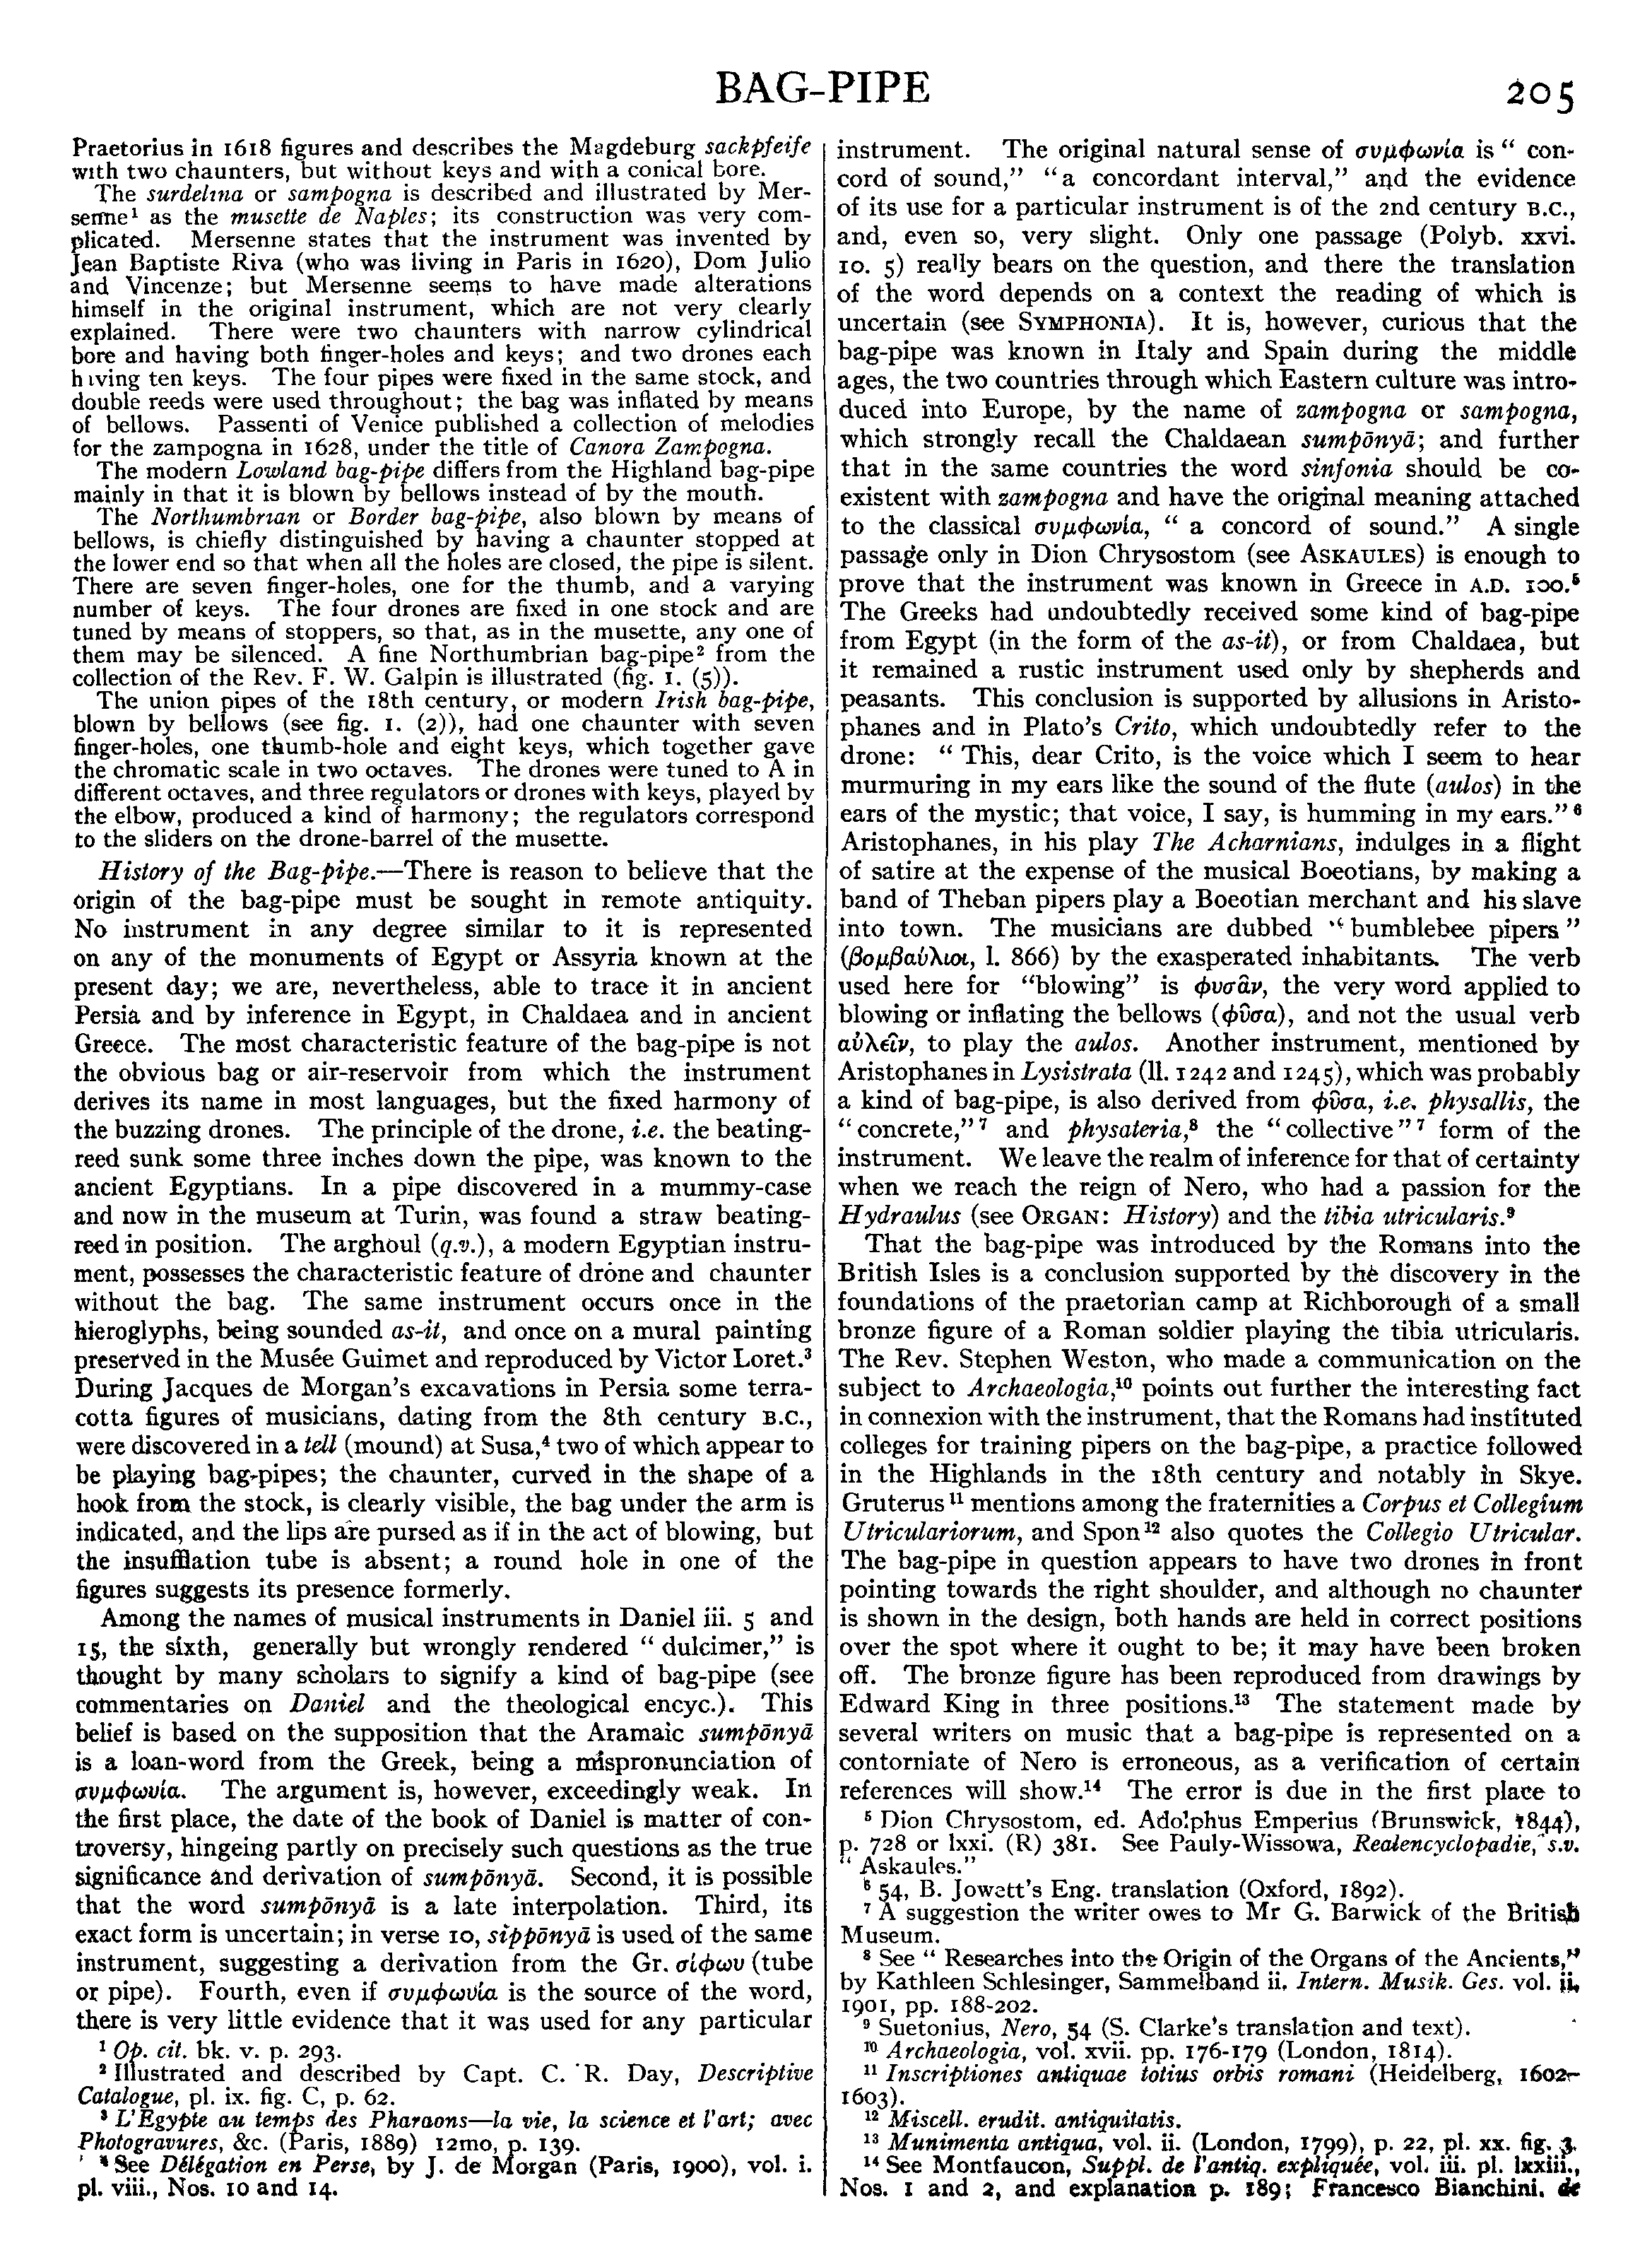 BAG-PIPE
205
Praetorius in 1618 figures and describes the Magdeburg sackpfeife
with two chaunters, but without keys and with a conical bore.
The surdelina or sampogna is described and illustrated by Mer-
senne¹ as the musette de Naples; its construction was very com-
plicated. Mersenne states that the instrument was invented by
Jean Baptiste Riva (who was living in Paris in 1620), Dom Julio
and Vincenze; but Mersenne seems to have made alterations
himself in the original instrument, which are not very clearly
explained. There were two chaunters with narrow cylindrical
bore and having both finger-holes and keys; and two drones each
having ten keys. The four pipes were fixed in the same stock, and
double reeds were used throughout; the bag was inflated by means
of bellows. Passenti of Venice published a collection of melodies
for the zampogna in 1628, under the title of Canora Zampogna.
The modern Lowland bag-pipe differs from the Highland bag-pipe
mainly in that it is blown by bellows instead of by the mouth.
The Northumbrian or Border bag-pipe, also blown by means of
bellows, is chiefly distinguished by having a chaunter stopped at
the lower end so that when all the holes are closed, the pipe is silent.
There are seven finger-holes, one for the thumb, and a varying
number of keys. The four drones are fixed in one stock and are
tuned by means of stoppers, so that, as in the musette, any one of
them may be silenced. A fine Northumbrian bag-pipe² from the
collection of the Rev. F. W. Galpin is illustrated (fig. 1. (5)).
The union pipes of the 18th century, or modern Irish bag-pipe,
blown by bellows (see fig. 1. (2)), had one chaunter with seven
finger-holes, one thumb-hole and eight keys, which together gave
the chromatic scale in two octaves. The drones were tuned to A in
different octaves, and three regulators or drones with keys, played by
the elbow, produced a kind of harmony; the regulators correspond
to the sliders on the drone-barrel of the musette.
History of the Bag-pipe.—There is reason to believe that the
origin of the bag-pipe must be sought in remote antiquity.
No instrument in any degree similar to it is represented
on any of the monuments of Egypt or Assyria known at the
present day; we are, nevertheless, able to trace it in ancient
Persia and by inference in Egypt, in Chaldaea and in ancient
Greece. The most characteristic feature of the bag-pipe is not
the obvious bag or air-reservoir from which the instrument
derives its name in most languages, but the fixed harmony of
the buzzing drones. The principle of the drone, i.e. the beating-
reed sunk some three inches down the pipe, was known to the
ancient Egyptians. In a pipe discovered in a mummy-case
and now in the museum at Turin, was found a straw beating-
reed in position. The arghoul (q.v.), a modern Egyptian instru-
ment, possesses the characteristic feature of drone and chaunter
without the bag. The same instrument occurs once in the
hieroglyphs, being sounded as-it, and once on a mural painting
preserved in the Musée Guimet and reproduced by Victor Loret.³
During Jacques de Morgan's excavations in Persia some terra-
cotta figures of musicians, dating from the 8th century B.C.,
were discovered in a tell (mound) at Susa,⁴ two of which appear to
be playing bag-pipes; the chaunter, curved in the shape of a
hook from the stock, is clearly visible, the bag under the arm is
indicated, and the lips are pursed as if in the act of blowing, but
the insufflation tube is absent; a round hole in one of the
figures suggests its presence formerly.
Among the names of musical instruments in Daniel iii. 5 and
15, the sixth, generally but wrongly rendered “ dulcimer,” is
thought by many scholars to signify a kind of bag-pipe (see
commentaries on Daniel and the theological encyc.). This
belief is based on the supposition that the Aramaic sumpōnyā
is a loan-word from the Greek, being a mispronunciation of
συμφωνία. The argument is, however, exceedingly weak. In
the first place, the date of the book of Daniel is matter of con-
troversy, hingeing partly on precisely such questions as the true
significance and derivation of sumpōnyā. Second, it is possible
that the word sumpōnyā is a late interpolation. Third, its
exact form is uncertain; in verse 10, sippōnyā is used of the same
instrument, suggesting a derivation from the Gr. σίφων (tube
or pipe). Fourth, even if συμφωνία is the source of the word,
there is very little evidence that it was used for any particular
¹ Op. cit. bk. v. p. 293.
² Illustrated and described by Capt. C. R. Day, Descriptive
Catalogue, pl. ix. fig. C, p. 62.
³ L'Egypte au temps des Pharaons—la vie, la science et l'art; avec
Photogravures, &c. (Paris, 1889) 12mo, p. 139.
⁴ See Délégation en Perse, by J. de Morgan (Paris, 1900), vol. i.
pl. viii., Nos. 10 and 14.
instrument. The original natural sense of συμφωνία is “ con-
cord of sound,” “a concordant interval,” and the evidence
of its use for a particular instrument is of the 2nd century B.C.,
and, even so, very slight. Only one passage (Polyb. xxvi.
10. 5) really bears on the question, and there the translation
of the word depends on a context the reading of which is
uncertain (see SYMPHONIA). It is, however, curious that the
bag-pipe was known in Italy and Spain during the middle
ages, the two countries through which Eastern culture was intro-
duced into Europe, by the name of zampogna or sampogna,
which strongly recall the Chaldaean sumpōnyā; and further
that in the same countries the word sinfonia should be co-
existent with zampogna and have the original meaning attached
to the classical συμφωνία, “ a concord of sound.” A single
passage only in Dion Chrysostom (see ASKAULES) is enough to
prove that the instrument was known in Greece in A.D. 100.⁵
The Greeks had undoubtedly received some kind of bag-pipe
from Egypt (in the form of the as-it), or from Chaldaea, but
it remained a rustic instrument used only by shepherds and
peasants. This conclusion is supported by allusions in Aristo-
phanes and in Plato's Crito, which undoubtedly refer to the
drone: “ This, dear Crito, is the voice which I seem to hear
murmuring in my ears like the sound of the flute (aulos) in the
ears of the mystic; that voice, I say, is humming in my ears.” ⁶
Aristophanes, in his play The Acharnians, indulges in a flight
of satire at the expense of the musical Boeotians, by making a
band of Theban pipers play a Boeotian merchant and his slave
into town. The musicians are dubbed “ bumblebee pipers ”
(βομβαύλιοι, l. 866) by the exasperated inhabitants. The verb
used here for “blowing” is φυσᾶν, the very word applied to
blowing or inflating the bellows (φῦσα), and not the usual verb
αὐλεῖν, to play the aulos. Another instrument, mentioned by
Aristophanes in Lysistrata (ll. 1242 and 1245), which was probably
a kind of bag-pipe, is also derived from φῦσα, i.e. physallis, the
“ concrete,”⁷ and physateria,⁸ the “ collective”⁷ form of the
instrument. We leave the realm of inference for that of certainty
when we reach the reign of Nero, who had a passion for the
Hydraulus (see ORGAN: History) and the tibia utricularis.⁹
That the bag-pipe was introduced by the Romans into the
British Isles is a conclusion supported by the discovery in the
foundations of the praetorian camp at Richborough of a small
bronze figure of a Roman soldier playing the tibia utricularis.
The Rev. Stephen Weston, who made a communication on the
subject to Archaeologia,¹⁰ points out further the interesting fact
in connexion with the instrument, that the Romans had instituted
colleges for training pipers on the bag-pipe, a practice followed
in the Highlands in the 18th century and notably in Skye.
Gruterus¹¹ mentions among the fraternities a Corpus et Collegium
Utriculariorum, and Spon¹² also quotes the Collegio Utricular.
The bag-pipe in question appears to have two drones in front
pointing towards the right shoulder, and although no chaunter
is shown in the design, both hands are held in correct positions
over the spot where it ought to be; it may have been broken
off. The bronze figure has been reproduced from drawings by
Edward King in three positions.¹³ The statement made by
several writers on music that a bag-pipe is represented on a
contorniate of Nero is erroneous, as a verification of certain
references will show.¹⁴ The error is due in the first place to
⁵ Dion Chrysostom, ed. Adolphus Emperius (Brunswick, 1844),
p. 728 or lxxi. (R) 381. See Pauly-Wissowa, Realencyclopadie, s.v.
“ Askaules.”
⁶ 54, B. Jowett's Eng. translation (Oxford, 1892).
⁷ A suggestion the writer owes to Mr G. Barwick of the British
Museum.
⁸ See “ Researches into the Origin of the Organs of the Ancients,”
by Kathleen Schlesinger, Sammelband ii. Intern. Musik. Ges. vol. ii.
1901, pp. 188-202.
⁹ Suetonius, Nero, 54 (S. Clarke's translation and text).
¹⁰ Archaeologia, vol. xvii. pp. 176-179 (London, 1814).
¹¹ Inscriptiones antiquae totius orbis romani (Heidelberg, 1602-
1603).
¹² Miscell. erudit. antiquitatis.
¹³ Munimenta antiqua, vol. ii. (London, 1799), p. 22, pl. xx. fig. 3.
¹⁴ See Montfaucon, Suppl. de l'antiq. expliquée, vol. iii. pl. lxxiii.,
Nos. 1 and 2, and explanation p. 189; Francesco Bianchini, de